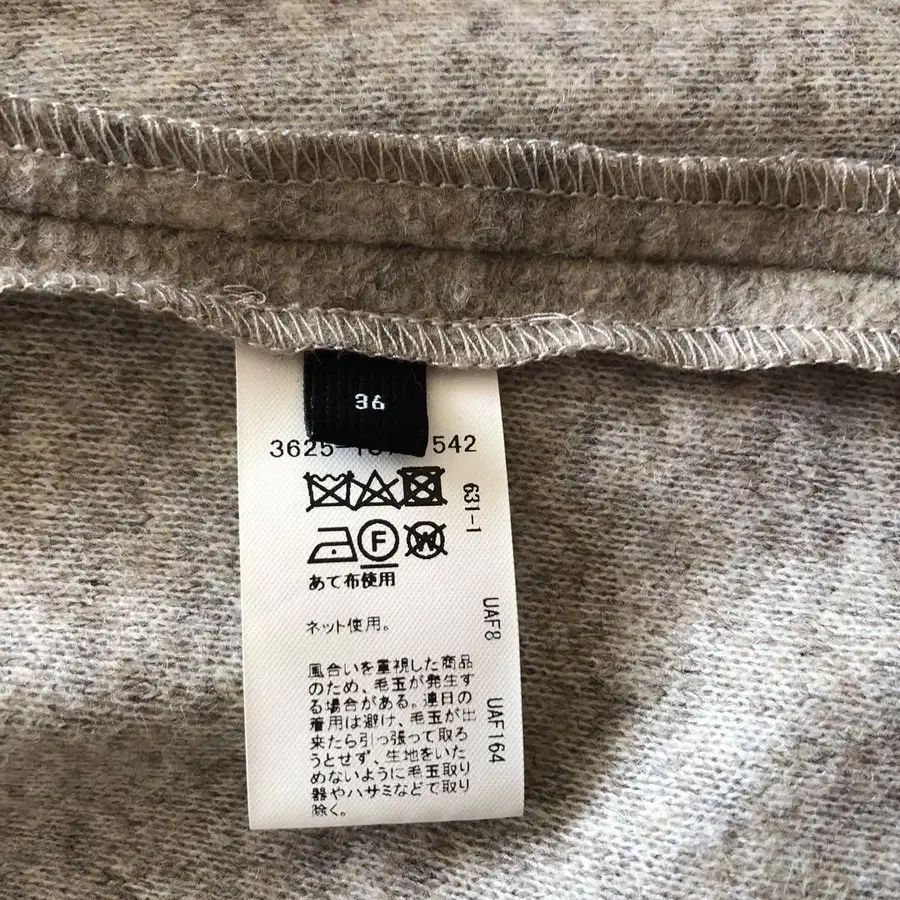 36
3625
542
631-1
F
W
あて布使用
ネット使用。
UAF8
風合いを重視した商品
のため、毛玉が発生す
る場合がある。連日の
着用は避け、毛玉が出
来たら引っ張って取ろ
うとせず、生地をいた
めないように毛玉取り
器やハサミなどで取り
除く。
UAF164